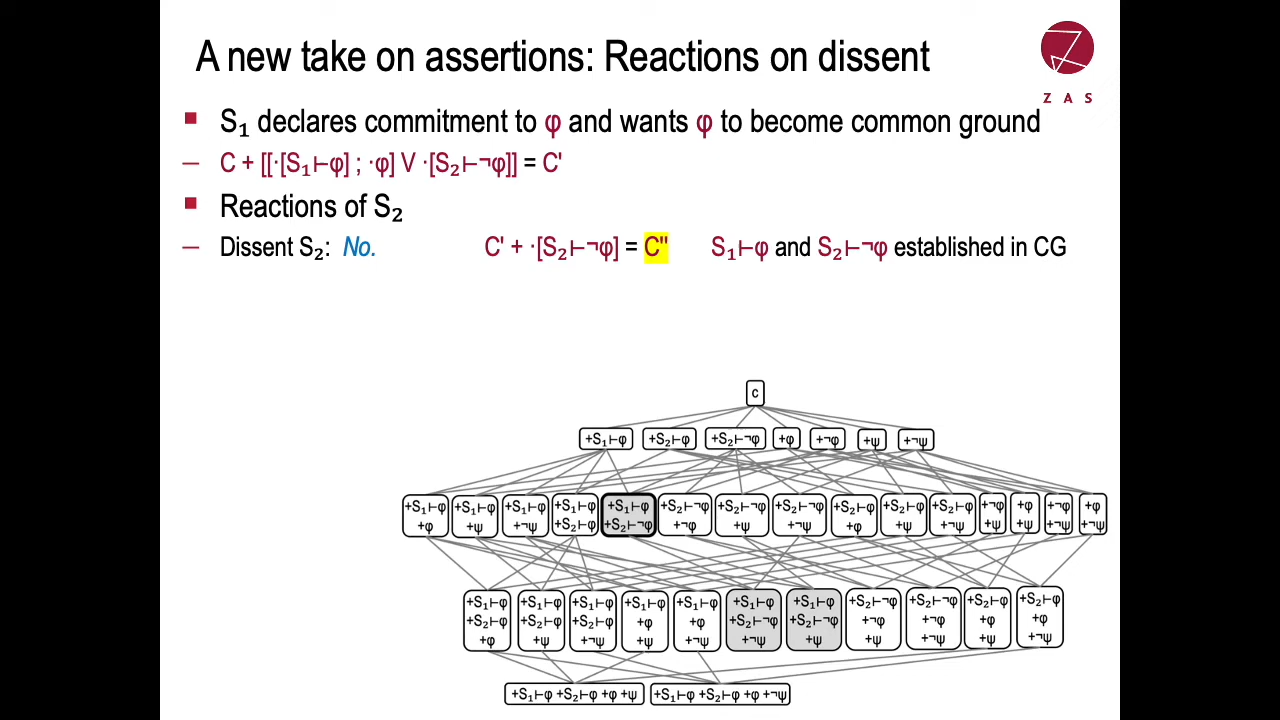 A new take on assertions: Reactions on dissent
Z A S
S₁ declares commitment to φ and wants φ to become common ground
– C + [[·[S₁⊢φ] ; ·φ] V ·[S₂⊢¬φ]] = C'
Reactions of S₂
– Dissent S₂: No. C' + ·[S₂⊢¬φ] = C" S₁⊢φ and S₂⊢¬φ established in CG
c
+S₁⊢φ +S₂⊢φ +S₂⊢¬φ +φ +¬φ +ψ +¬ψ
+S₁⊢φ +S₁⊢φ +S₁⊢φ +S₁⊢φ +S₁⊢φ +S₂⊢¬φ +S₂⊢¬φ +S₂⊢¬φ +S₂⊢φ +S₂⊢φ +S₂⊢φ +¬φ +φ +¬φ +φ
+φ +ψ +¬ψ +S₂⊢φ +S₂⊢¬φ +¬φ +ψ +¬ψ +φ +ψ +¬ψ +ψ +ψ +¬ψ +¬ψ
+S₁⊢φ +S₁⊢φ +S₁⊢φ +S₁⊢φ +S₁⊢φ +S₁⊢φ +S₁⊢φ +S₂⊢¬φ +S₂⊢¬φ +S₂⊢φ +S₂⊢φ
+S₂⊢φ +S₂⊢φ +S₂⊢φ +φ +φ +S₂⊢¬φ +S₂⊢¬φ +¬φ +¬φ +φ +φ
+φ +ψ +¬ψ +ψ +¬ψ +¬ψ +ψ +ψ +¬ψ +ψ +¬ψ
+S₁⊢φ +S₂⊢φ +φ +ψ +S₁⊢φ +S₂⊢φ +φ +¬ψ